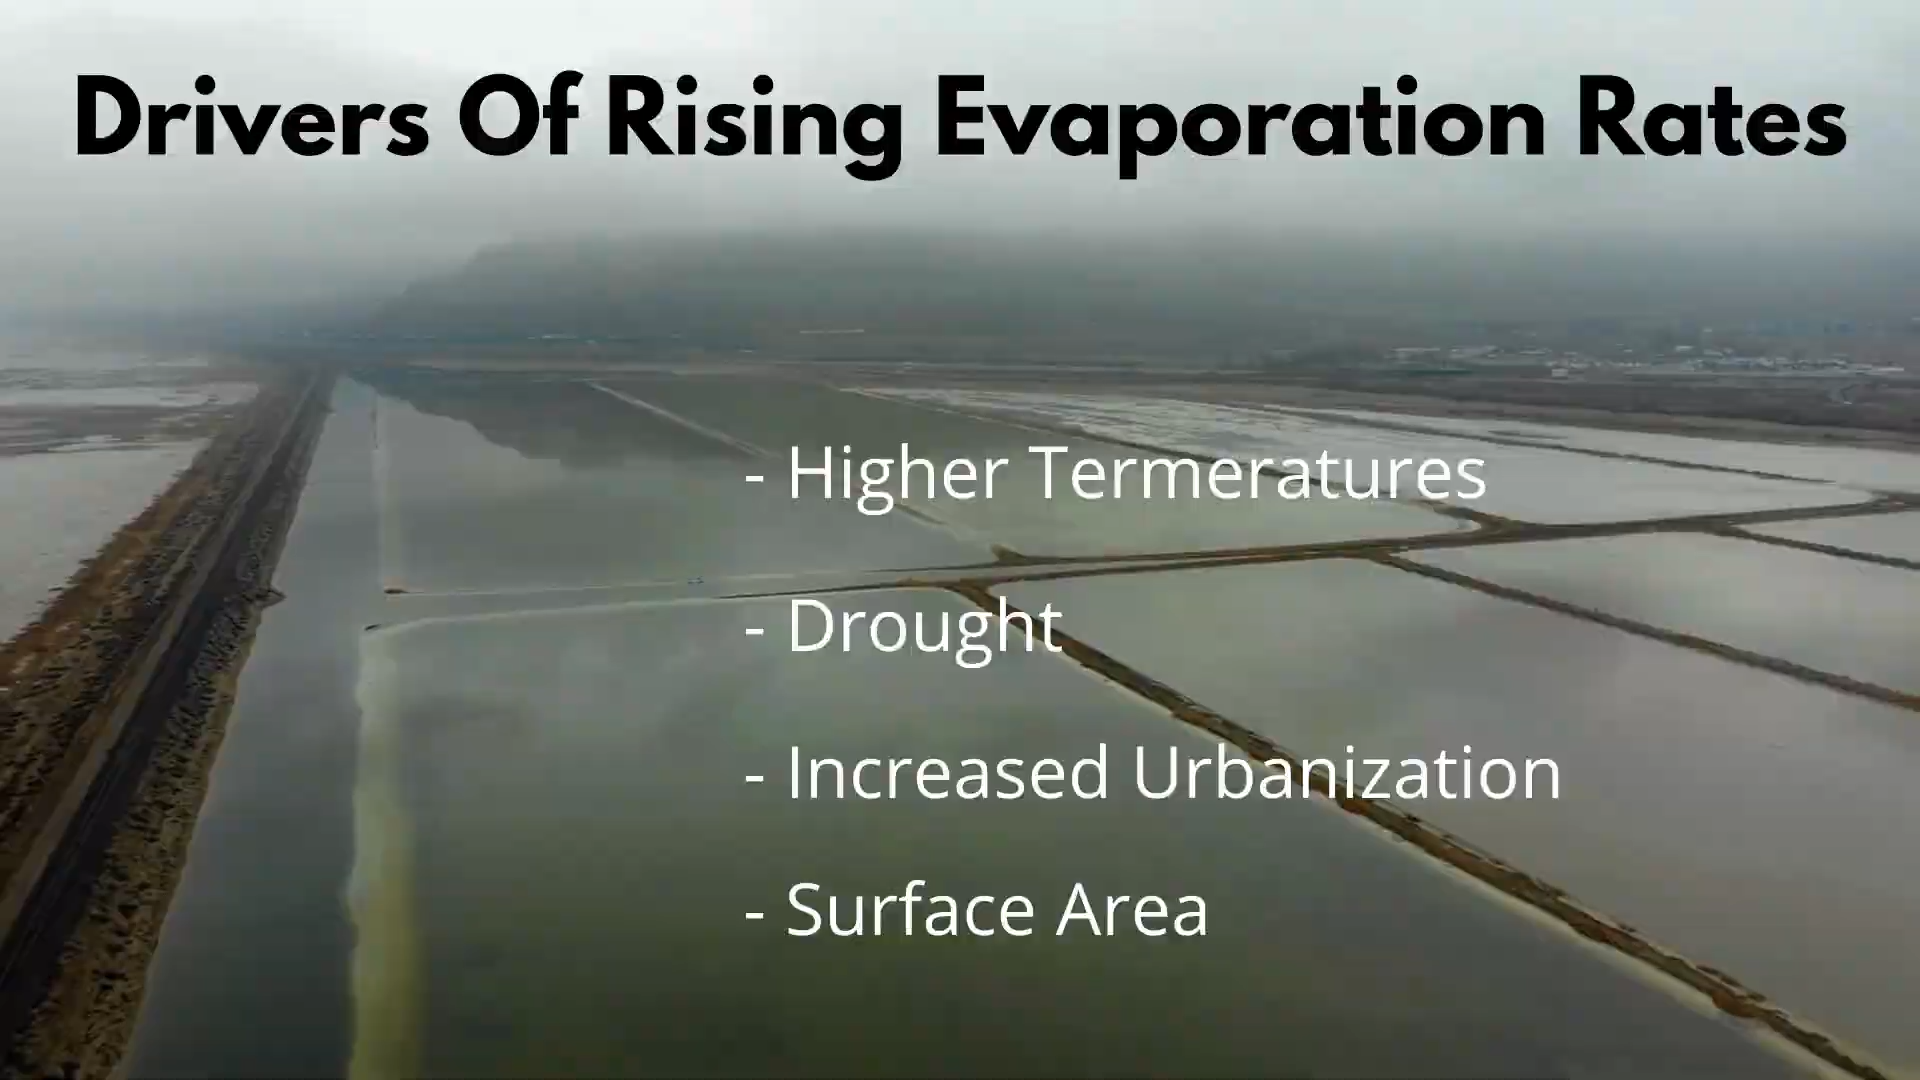 Drivers Of Rising Evaporation Rates
- Higher Termeratures
- Drought
- Increased Urbanization
- Surface Area